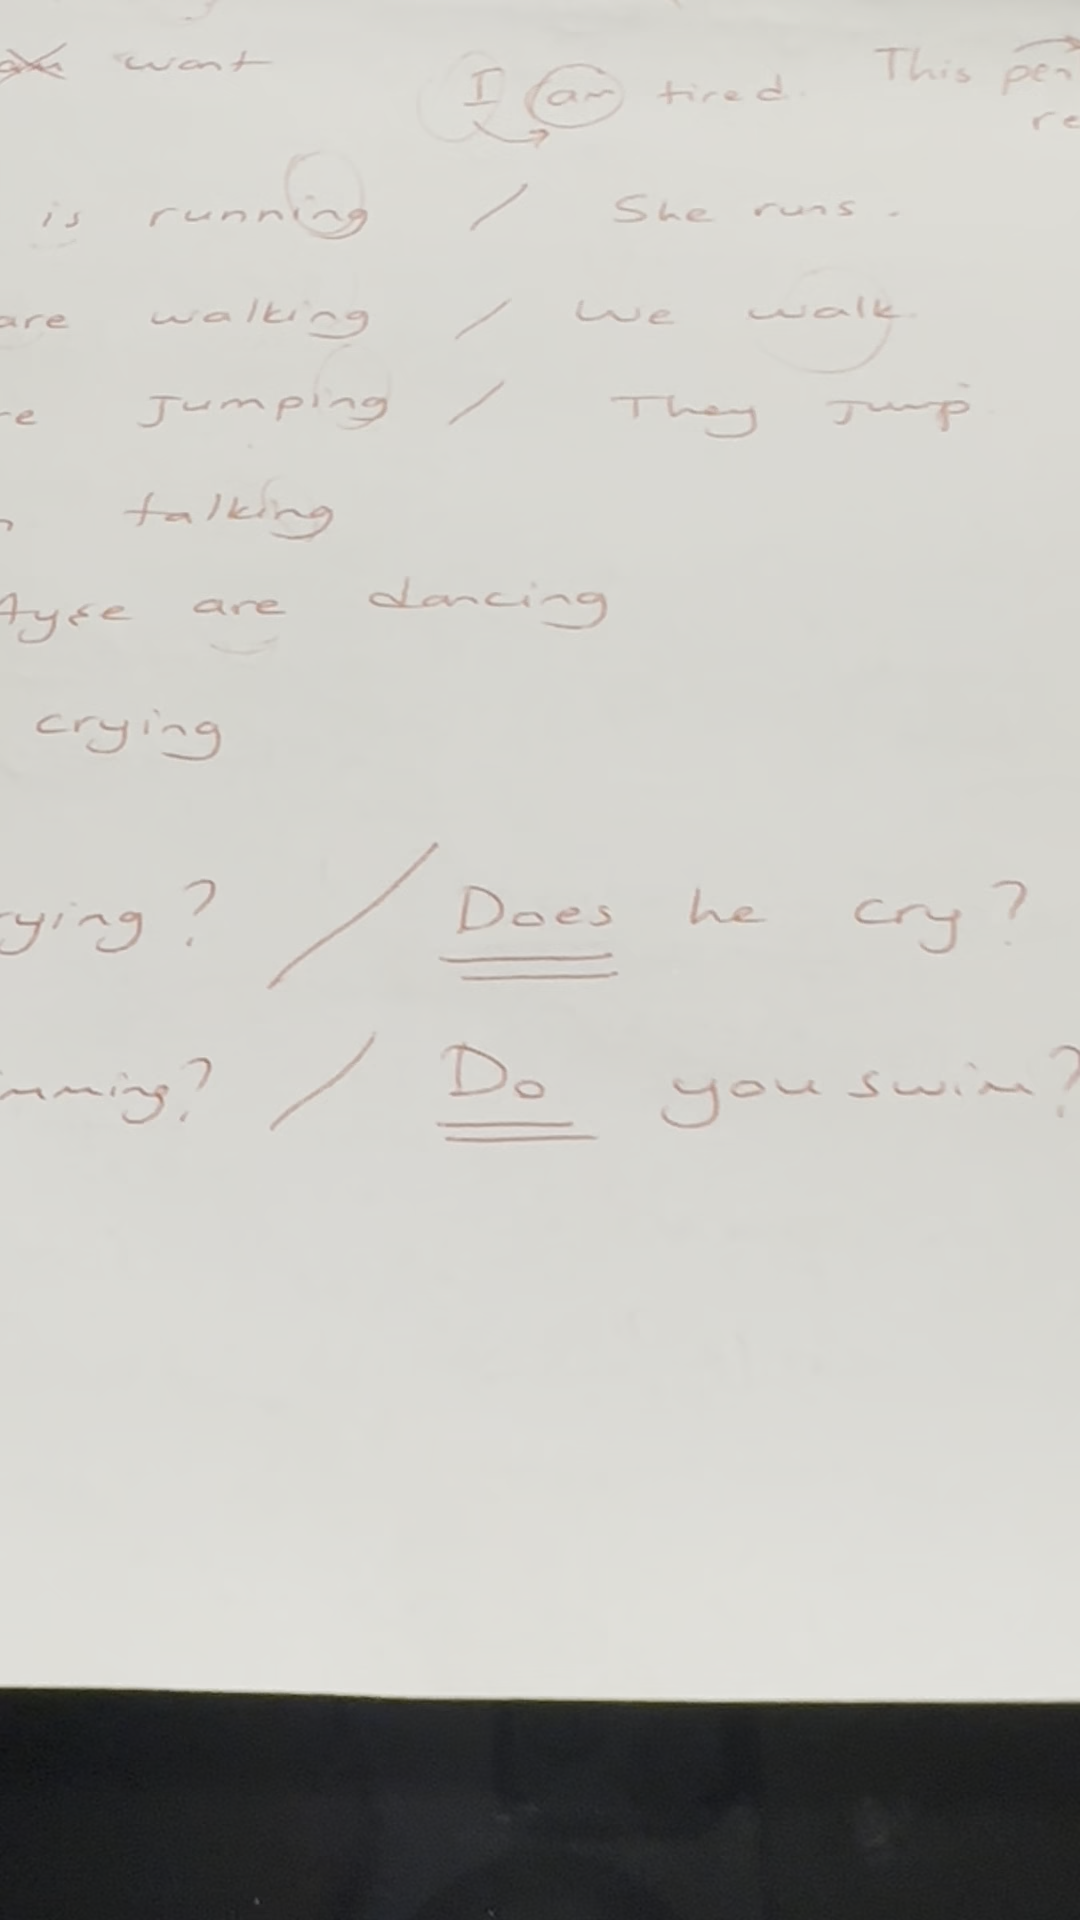 want I am tired. This pen
is running / She runs.
are walking / We walk
Jumping / They Jump
talking
Ayşe are dancing
crying
ying? / Does he cry?
mming? / Do you swim?